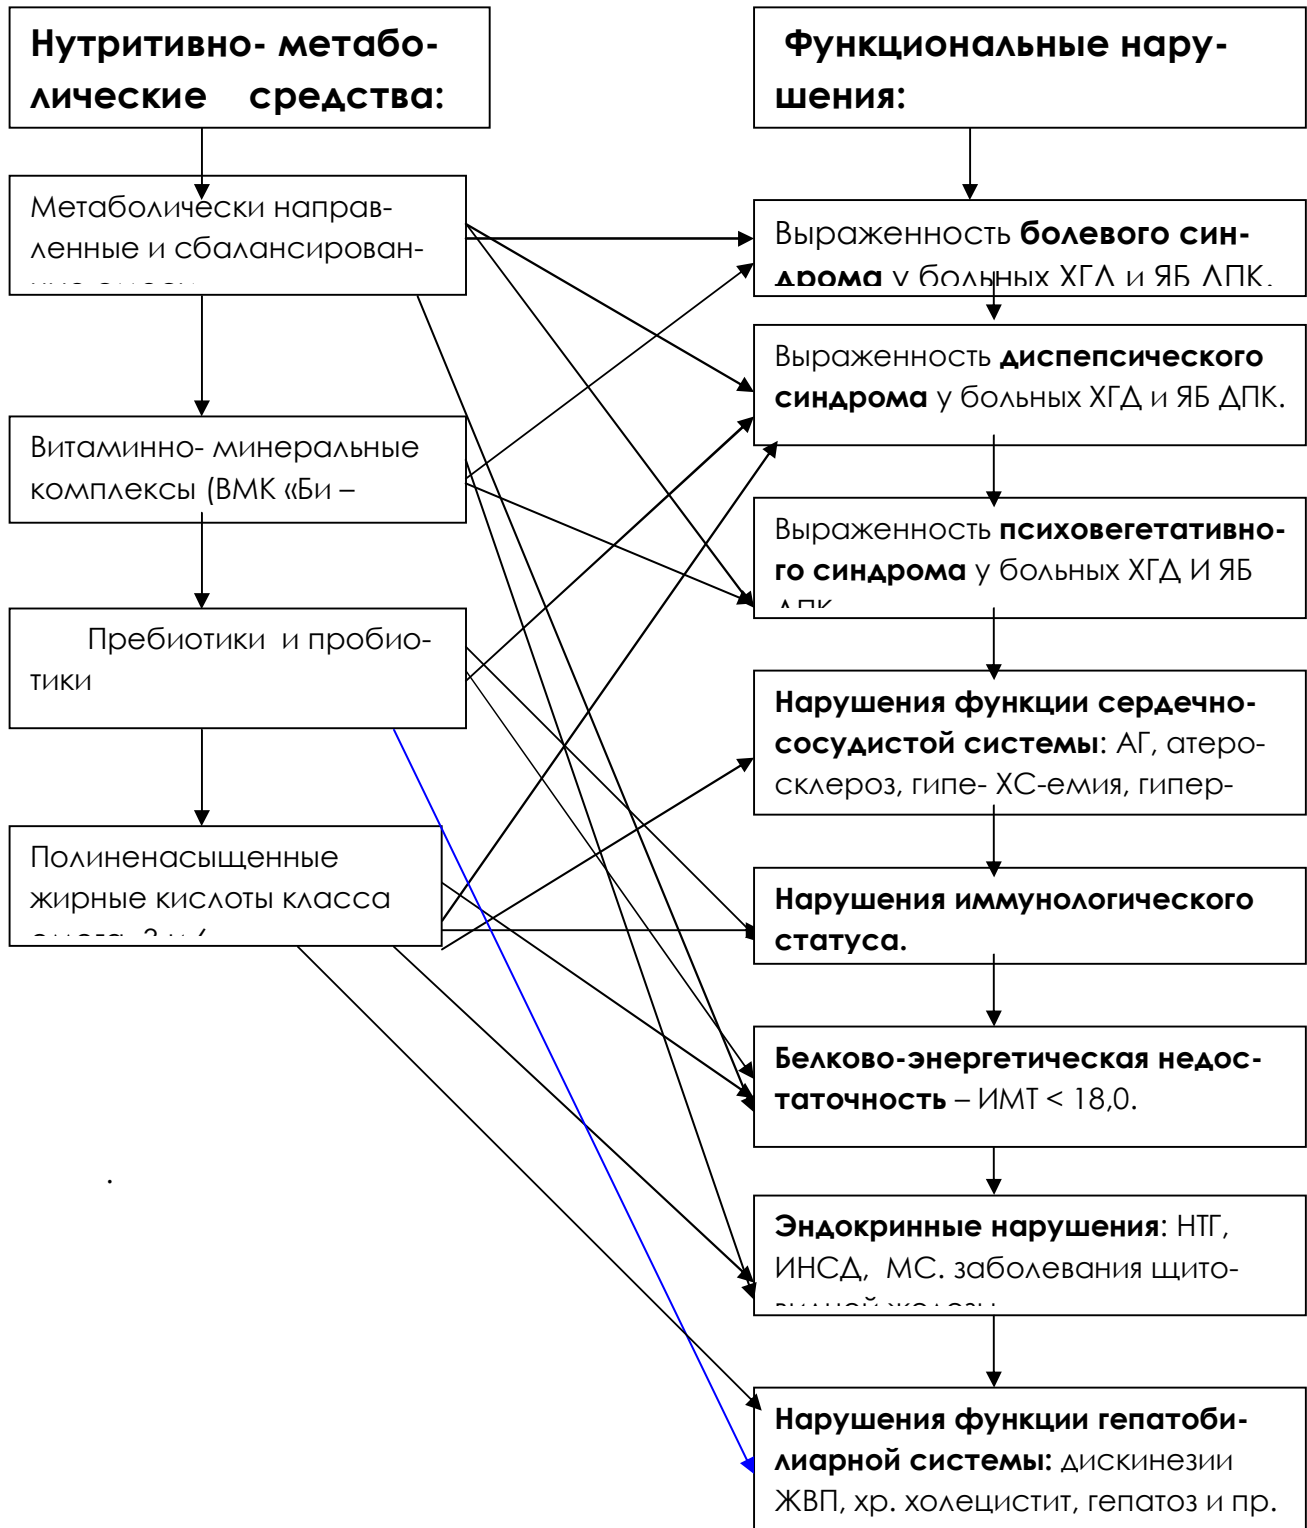 Нутритивно- метабо-
лические средства:
Метаболически направ-
ленные и сбалансирован-
Витаминно- минеральные
комплексы (ВМК «Би –
Пребиотики и пробио-
тики
Полиненасыщенные
жирные кислоты класса
Функциональные нару-
шения:
Выраженность болевого син-
дрома у больных ХГД и ЯБ ДПК.
Выраженность диспепсического
синдрома у больных ХГД и ЯБ ДПК.
Выраженность психовегетативно-
го синдрома у больных ХГД И ЯБ
ДПК
Нарушения функции сердечно-
сосудистой системы: АГ, атеро-
склероз, гипе- ХС-емия, гипер-
Нарушения иммунологического
статуса.
Белково-энергетическая недос-
таточность – ИМТ < 18,0.
Эндокринные нарушения: НТГ,
ИНСД, МС. заболевания щито-
видной железы
Нарушения функции гепатоби-
лиарной системы: дискинезии
ЖВП, хр. холецистит, гепатоз и пр.